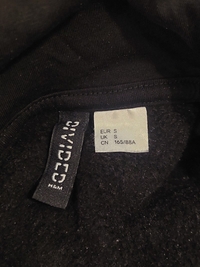 DIVIDED
H&M
EUR S
UK S
CN 165/88A